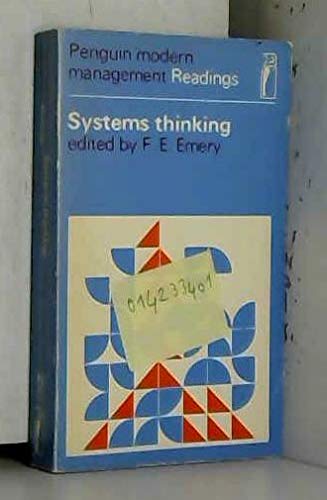 Penguin modern
management Readings
Systems thinking
edited by F. E. Emery
014233401